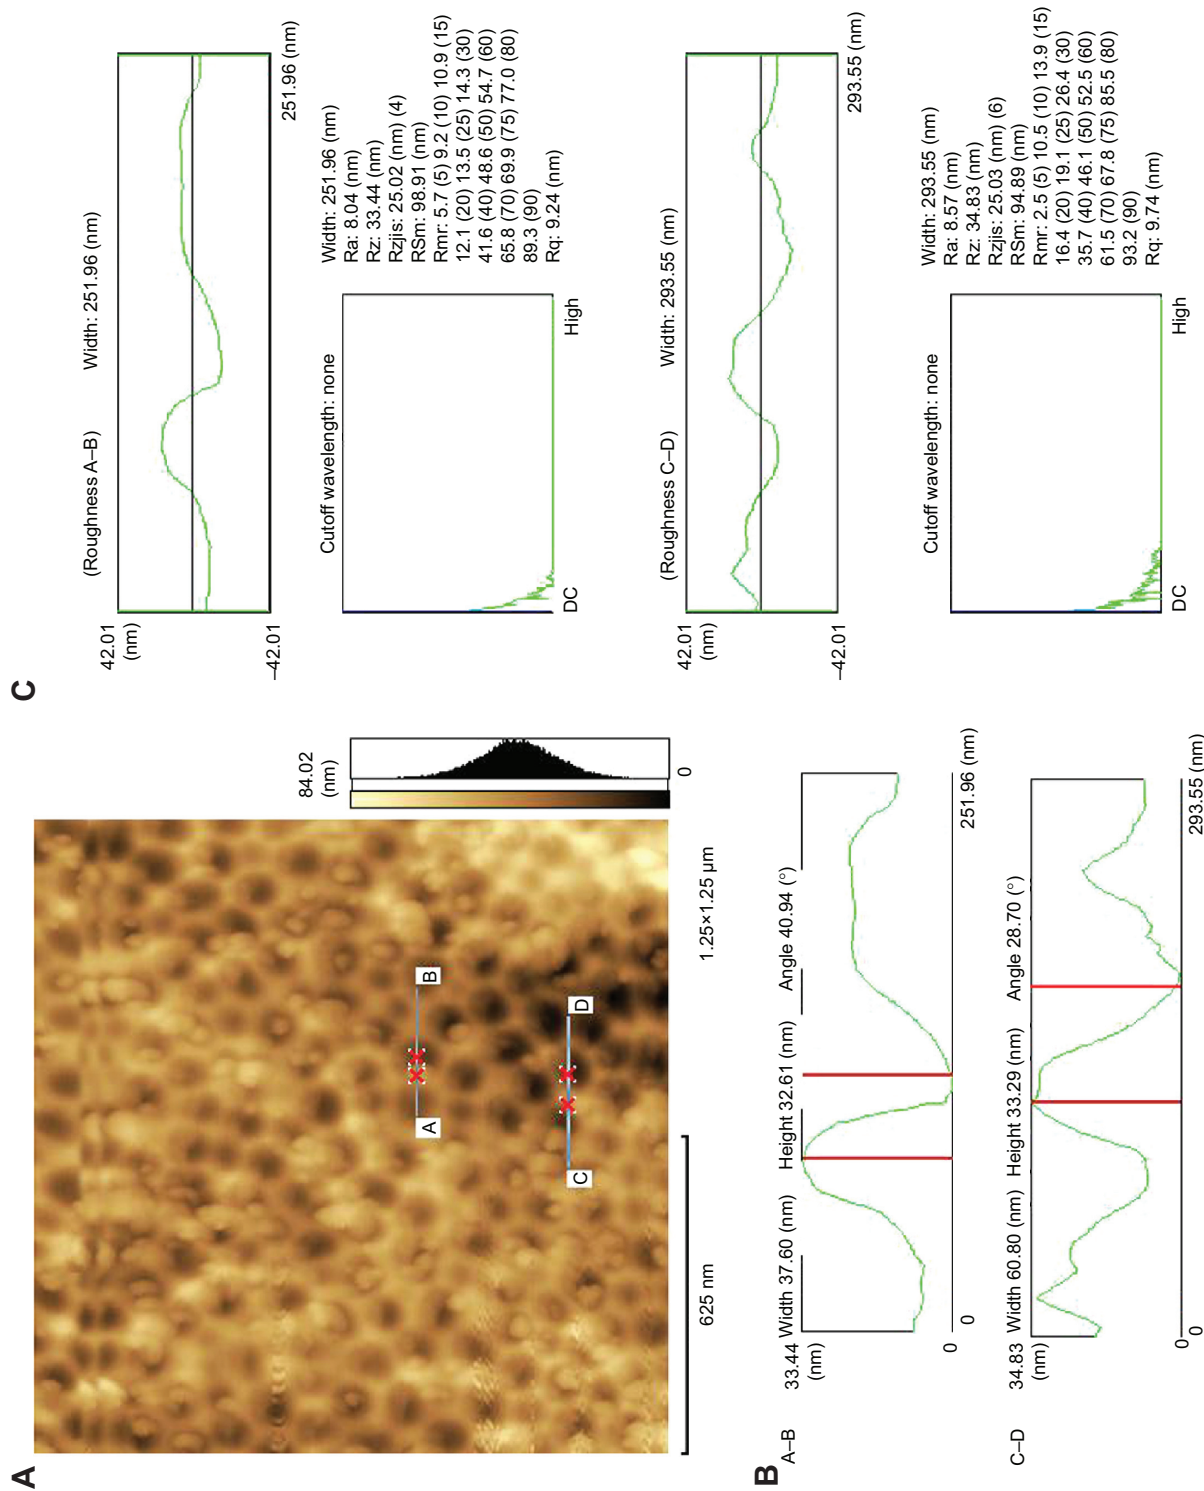 A
84.02
(nm)
0
A
B
C
D
625 nm
1.25×1.25 µm
B
A–B
33.44
(nm)
Width 37.60 (nm)
Height 32.61 (nm)
Angle 40.94 (°)
0
0
251.96 (nm)
C–D
34.83
(nm)
Width 60.80 (nm)
Height 33.29 (nm)
Angle 28.70 (°)
0
0
293.55 (nm)
C
(Roughness A–B)
Width: 251.96 (nm)
42.01
(nm)
–42.01
251.96 (nm)
Cutoff wavelength: none
DC
High
Width: 251.96 (nm)
Ra: 8.04 (nm)
Rz: 33.44 (nm)
Rzjis: 25.02 (nm) (4)
RSm: 98.91 (nm)
Rmr: 5.7 (5) 9.2 (10) 10.9 (15)
12.1 (20) 13.5 (25) 14.3 (30)
41.6 (40) 48.6 (50) 54.7 (60)
65.8 (70) 69.9 (75) 77.0 (80)
89.3 (90)
Rq: 9.24 (nm)
(Roughness C–D)
Width: 293.55 (nm)
42.01
(nm)
–42.01
293.55 (nm)
Cutoff wavelength: none
DC
High
Width: 293.55 (nm)
Ra: 8.57 (nm)
Rz: 34.83 (nm)
Rzjis: 25.03 (nm) (6)
RSm: 94.89 (nm)
Rmr: 2.5 (5) 10.5 (10) 13.9 (15)
16.4 (20) 19.1 (25) 26.4 (30)
35.7 (40) 46.1 (50) 52.5 (60)
61.5 (70) 67.8 (75) 85.5 (80)
93.2 (90)
Rq: 9.74 (nm)